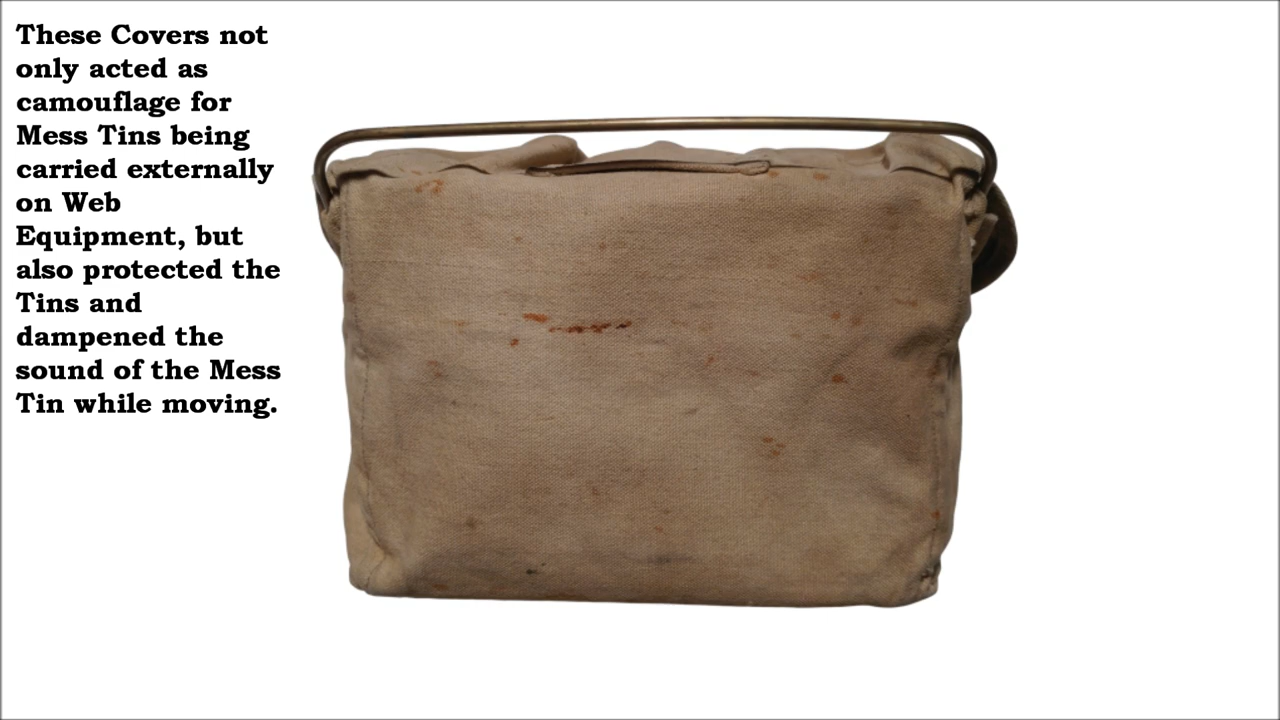 These Covers not
only acted as
camouflage for
Mess Tins being
carried externally
on Web
Equipment, but
also protected the
Tins and
dampened the
sound of the Mess
Tin while moving.